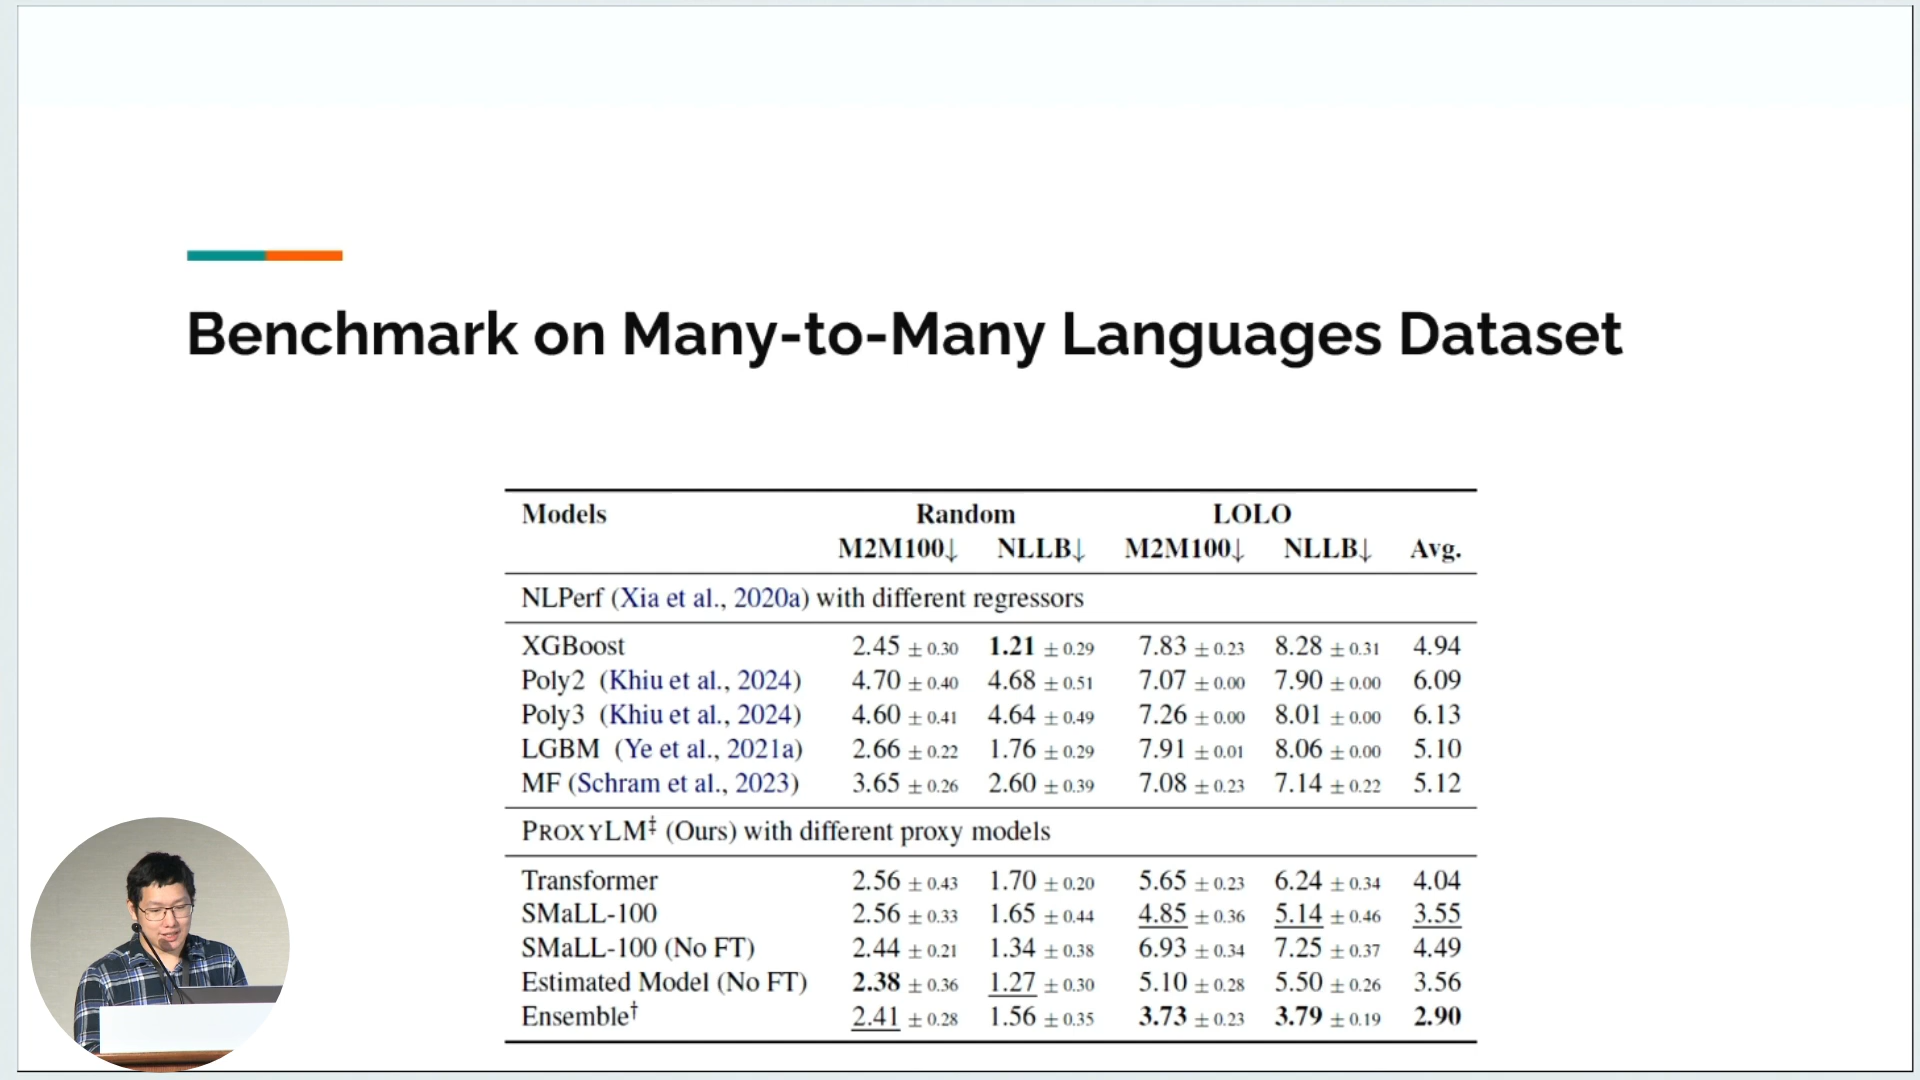 Benchmark on Many-to-Many Languages Dataset
Models Random LOLO
M2M100↓ NLLB↓ M2M100↓ NLLB↓ Avg.
NLPerf (Xia et al., 2020a) with different regressors
XGBoost 2.45 ± 0.30 1.21 ± 0.29 7.83 ± 0.23 8.28 ± 0.31 4.94
Poly2 (Khiu et al., 2024) 4.70 ± 0.40 4.68 ± 0.51 7.07 ± 0.00 7.90 ± 0.00 6.09
Poly3 (Khiu et al., 2024) 4.60 ± 0.41 4.64 ± 0.49 7.26 ± 0.00 8.01 ± 0.00 6.13
LGBM (Ye et al., 2021a) 2.66 ± 0.22 1.76 ± 0.29 7.91 ± 0.01 8.06 ± 0.00 5.10
MF (Schram et al., 2023) 3.65 ± 0.26 2.60 ± 0.39 7.08 ± 0.23 7.14 ± 0.22 5.12
PROXYLM‡ (Ours) with different proxy models
Transformer 2.56 ± 0.43 1.70 ± 0.20 5.65 ± 0.23 6.24 ± 0.34 4.04
SMaLL-100 2.56 ± 0.33 1.65 ± 0.44 4.85 ± 0.36 5.14 ± 0.46 3.55
SMaLL-100 (No FT) 2.44 ± 0.21 1.34 ± 0.38 6.93 ± 0.34 7.25 ± 0.37 4.49
Estimated Model (No FT) 2.38 ± 0.36 1.27 ± 0.30 5.10 ± 0.28 5.50 ± 0.26 3.56
Ensemble† 2.41 ± 0.28 1.56 ± 0.35 3.73 ± 0.23 3.79 ± 0.19 2.90